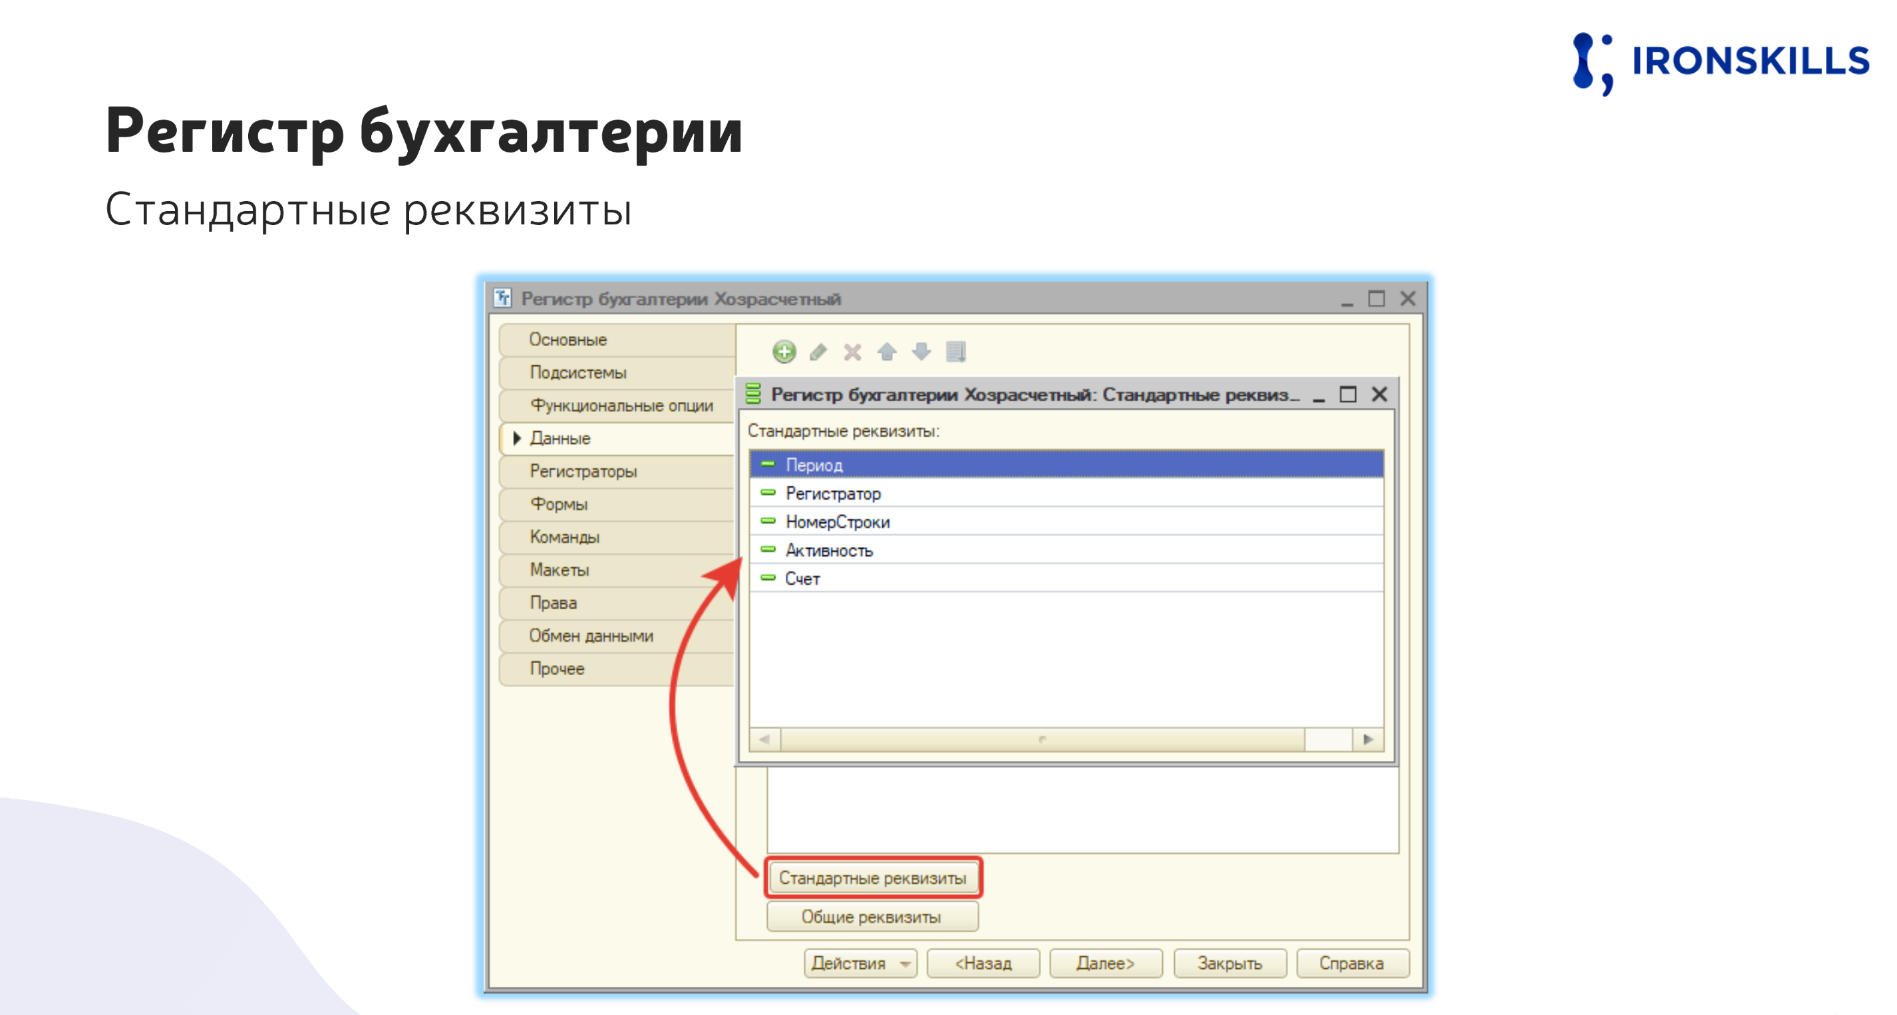 IRONSKILLS
Регистр бухгалтерии
Стандартные реквизиты
Регистр бухгалтерии Хозрасчетный
Основные
Подсистемы
Функциональные опции
Данные
Регистраторы
Формы
Команды
Макеты
Права
Обмен данными
Прочее
Регистр бухгалтерии Хозрасчетный: Стандартные реквиз...
Стандартные реквизиты:
Период
Регистратор
НомерСтроки
Активность
Счет
Стандартные реквизиты
Общие реквизиты
Действия
<Назад
Далее>
Закрыть
Справка